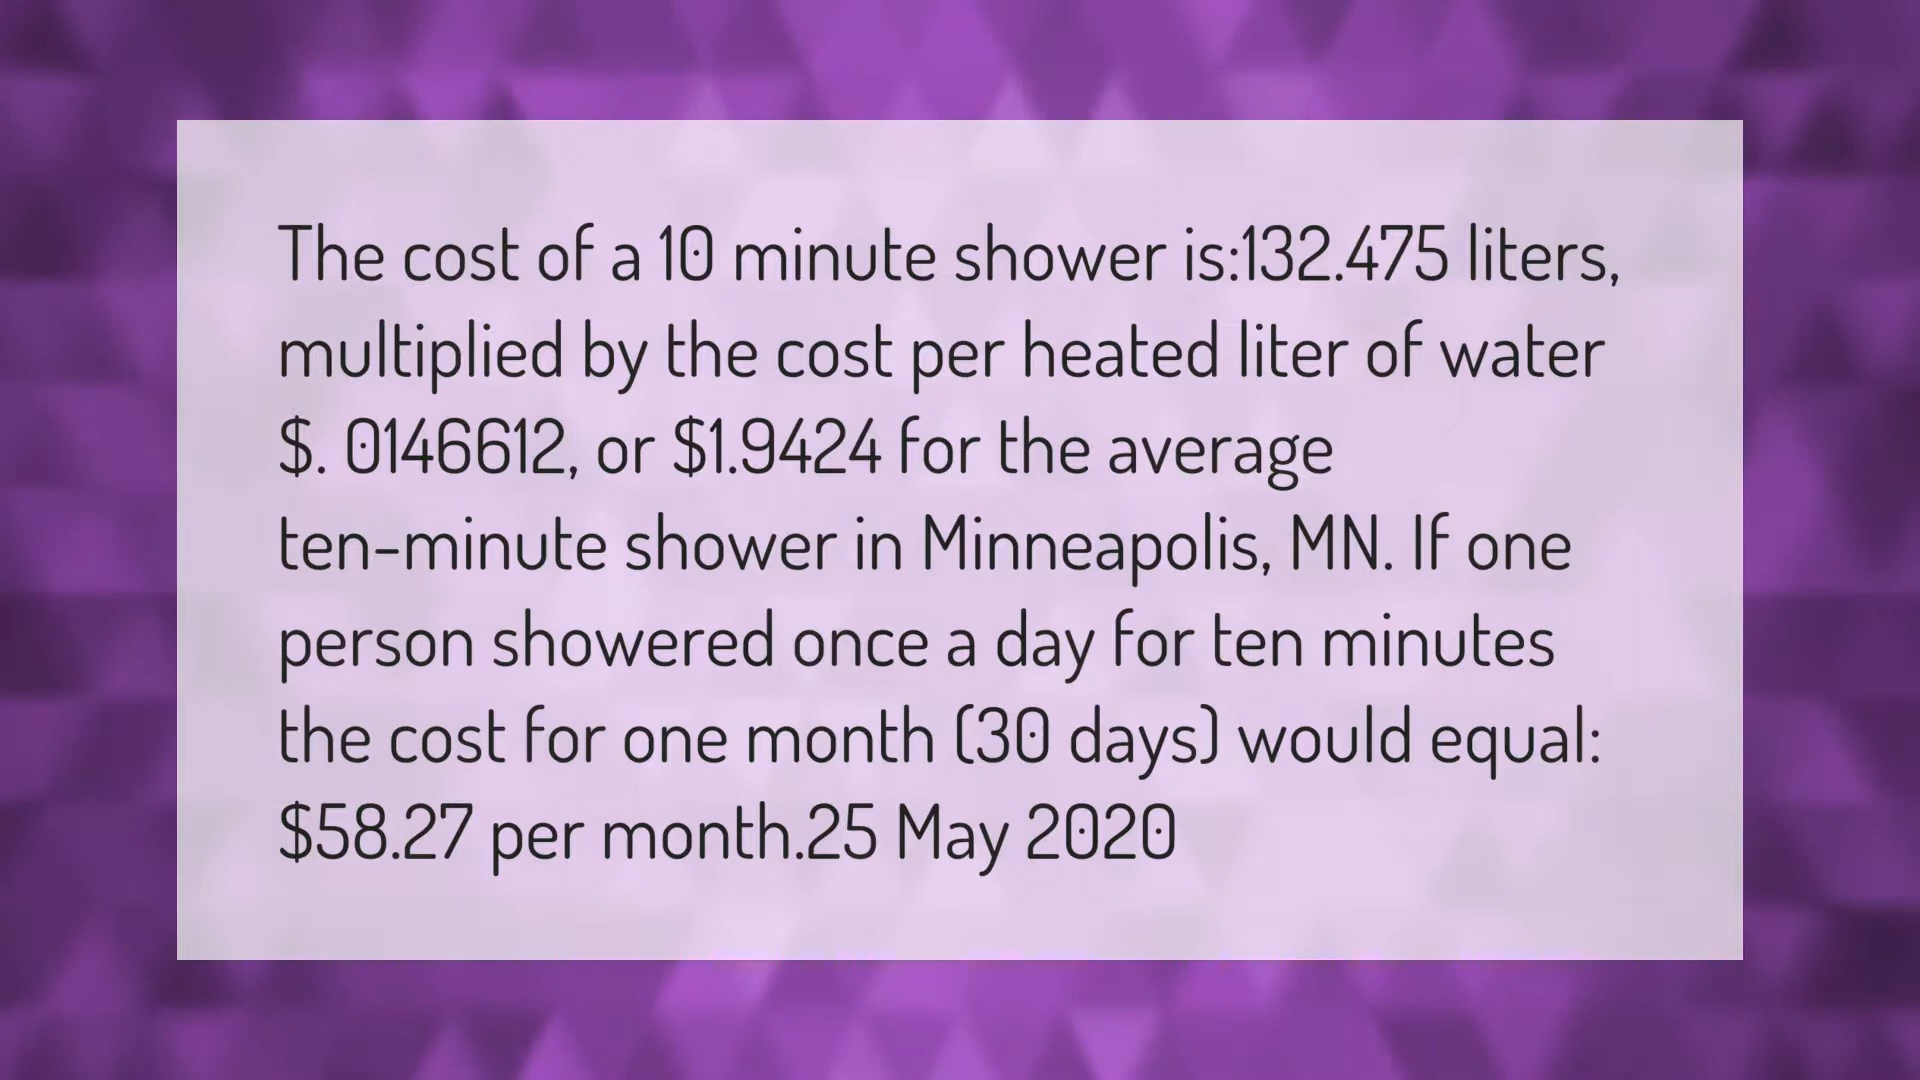 The cost of a 10 minute shower is:132.475 liters,
multiplied by the cost per heated liter of water
$. 0146612, or $1.9424 for the average
ten-minute shower in Minneapolis, MN. If one
person showered once a day for ten minutes
the cost for one month (30 days) would equal:
$58.27 per month.25 May 2020